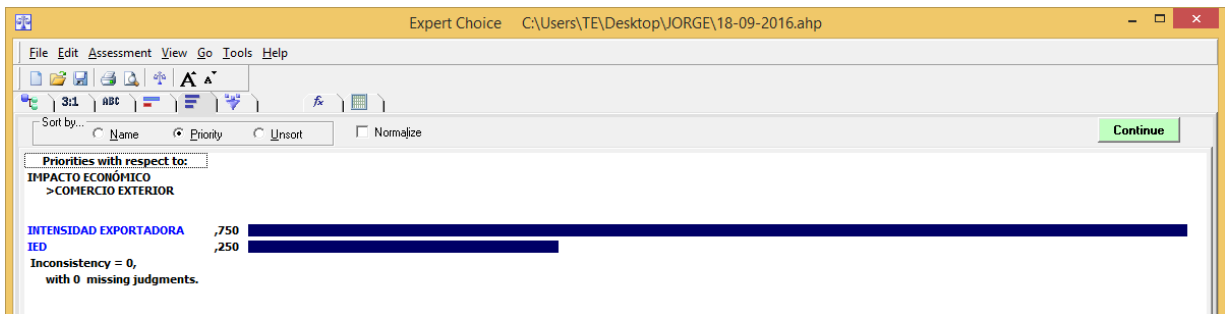 Expert Choice C:\Users\TE\Desktop\JORGE\18-09-2016.ahp
File Edit Assessment View Go Tools Help
A A
3:1 ABC fx
Sort by... Name Priority Unsort Normalize Continue
Priorities with respect to:
IMPACTO ECONÓMICO
>COMERCIO EXTERIOR
INTENSIDAD EXPORTADORA ,750
IED ,250
Inconsistency = 0,
with 0 missing judgments.